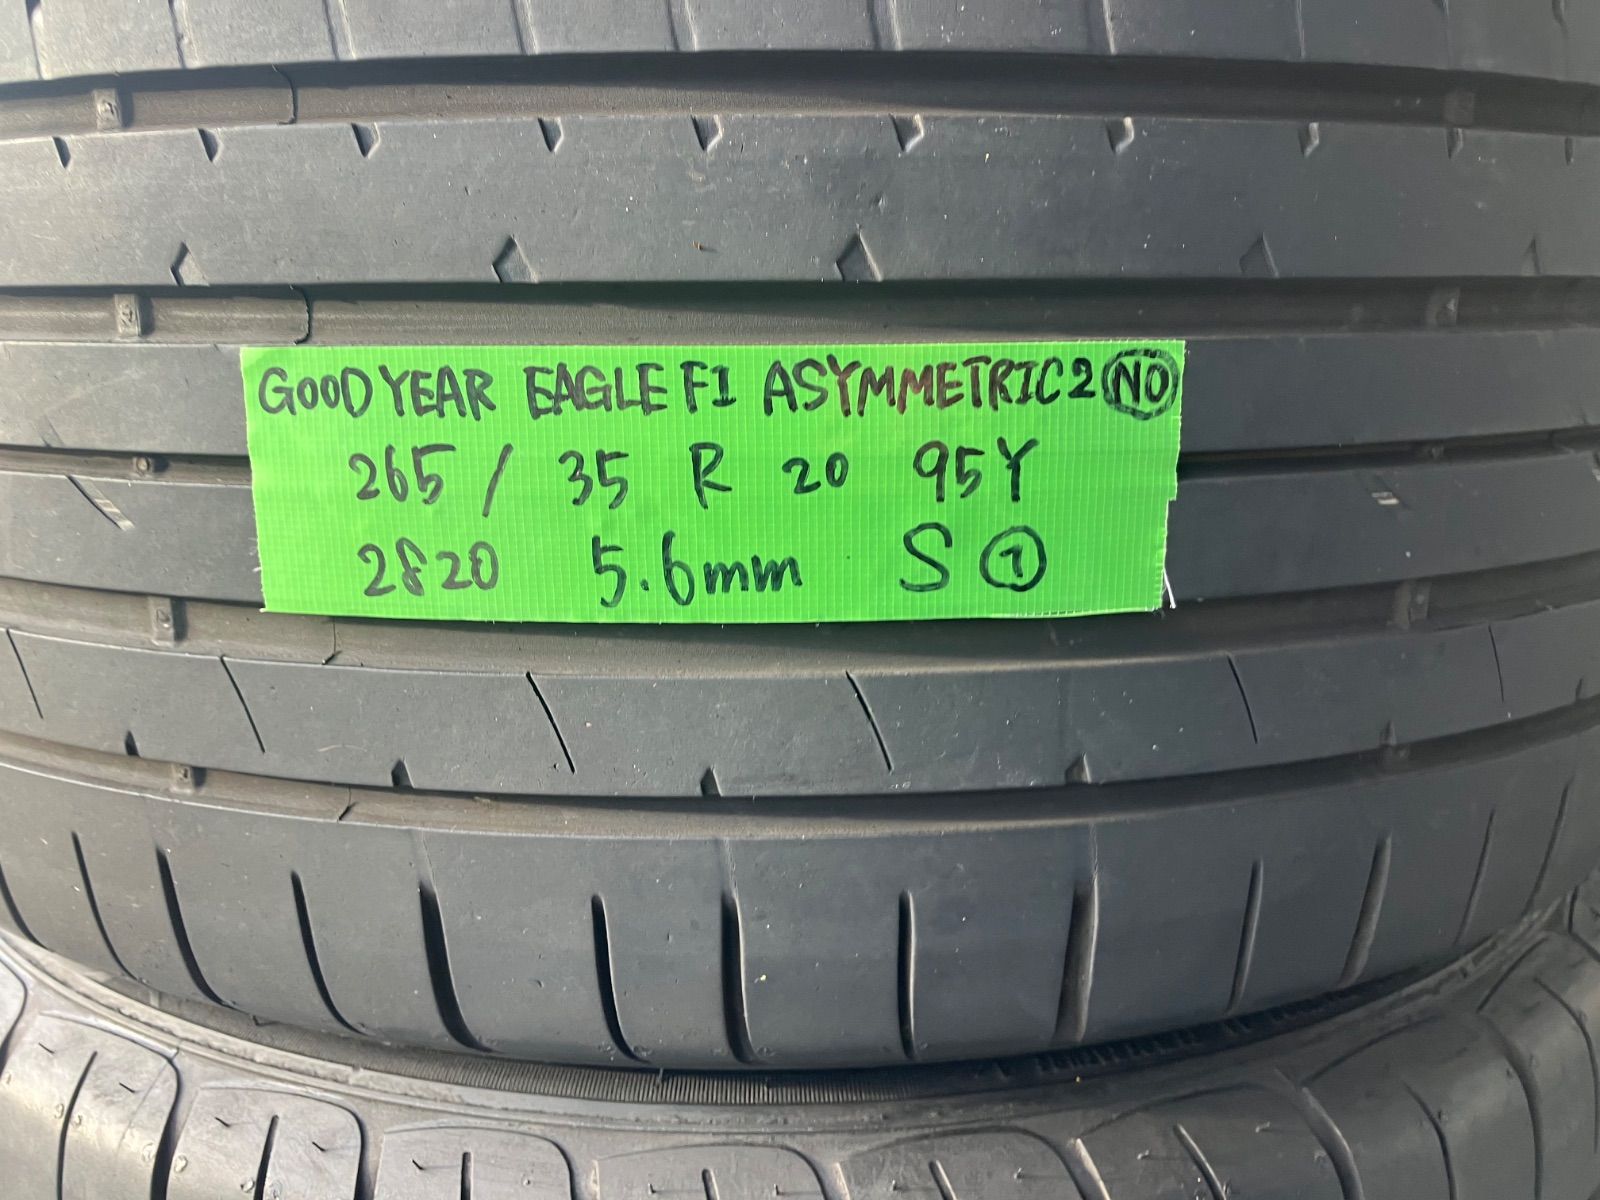 GOODYEAR EAGLE F1 ASYMMETRIC 2 NO
265 / 35 R 20 95Y
2820 5.6mm S 1